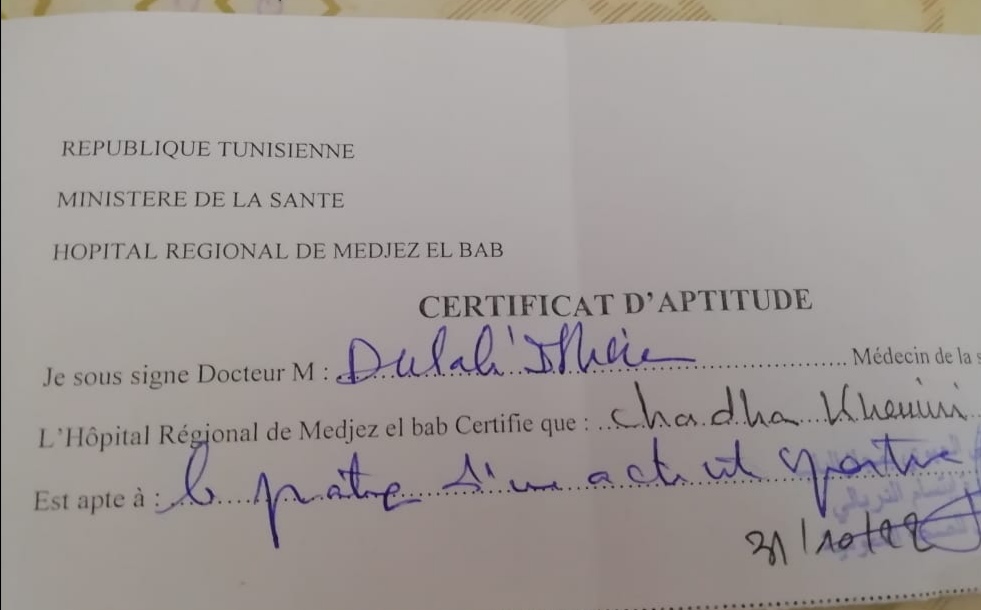 REPUBLIQUE TUNISIENNE
MINISTERE DE LA SANTE
HOPITAL REGIONAL DE MEDJEZ EL BAB
CERTIFICAT D'APTITUDE
Je sous signe Docteur M : ................ Médecin de la s
L'Hôpital Régional de Medjez el bab Certifie que : chadha Khemiri
Est apte à : la pratique d'une activité sportive